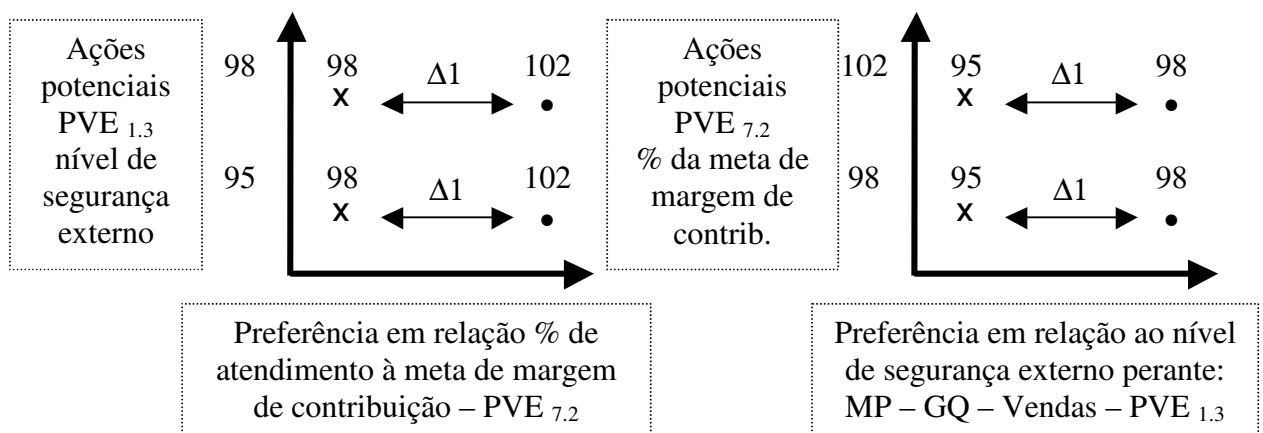 Ações
potenciais
PVE 1.3
nível de
segurança
externo
98
98
Δ1
102
x
•
95
98
Δ1
102
x
•
Preferência em relação % de
atendimento à meta de margem
de contribuição – PVE 7.2
Ações
potenciais
PVE 7.2
% da meta de
margem de
contrib.
102
95
Δ1
98
x
•
98
95
Δ1
98
x
•
Preferência em relação ao nível
de segurança externo perante:
MP – GQ – Vendas – PVE 1.3